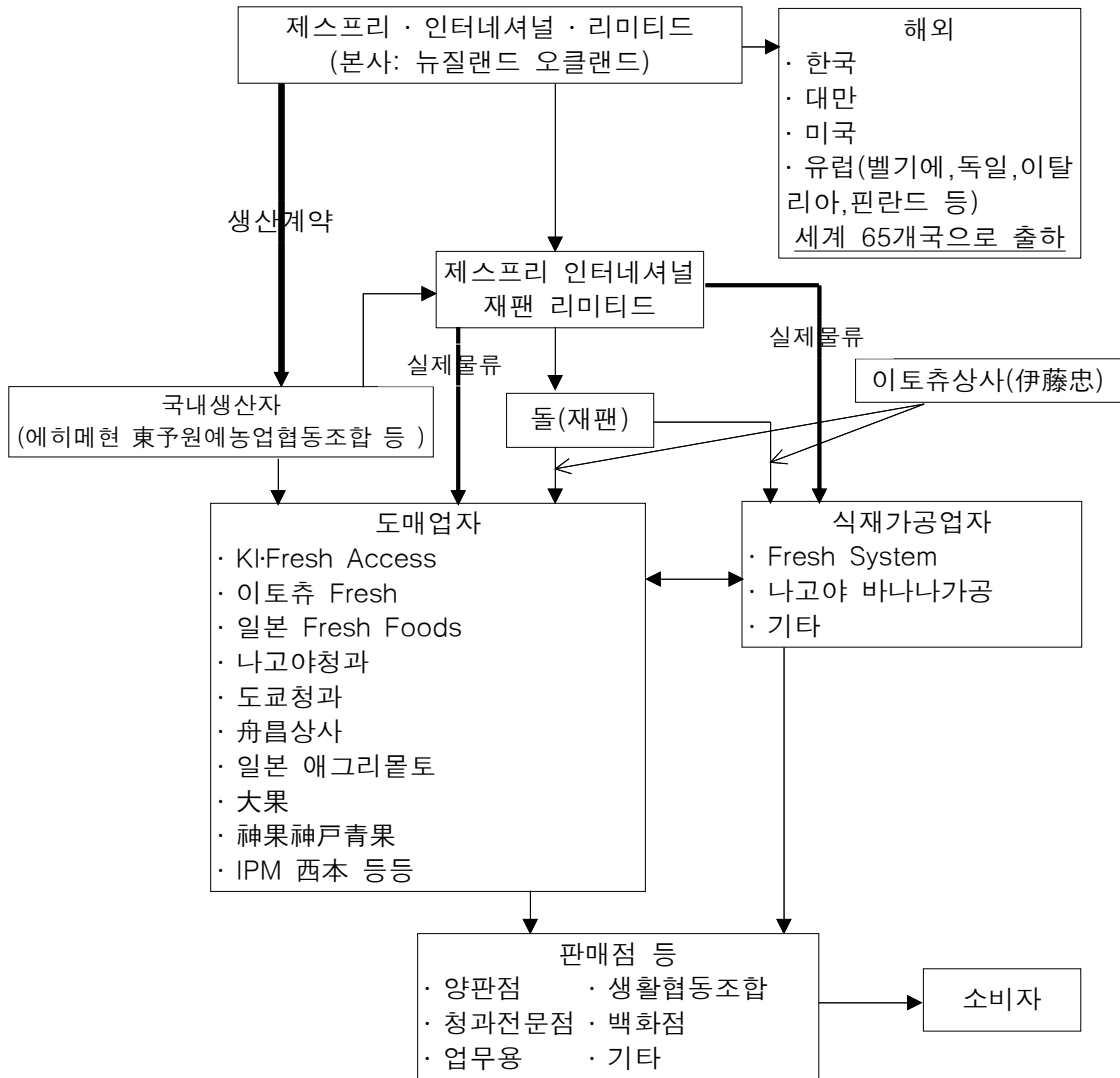 제스프리 · 인터네셔널 · 리미티드
(본사: 뉴질랜드 오클랜드)
해외
· 한국
· 대만
· 미국
· 유럽(벨기에,독일,이탈
리아,핀란드 등)
세계 65개국으로 출하
생산계약
제스프리 인터네셔널
재팬 리미티드
실제물류
실제물류
이토츄상사(伊藤忠)
국내생산자
(에히메현 東予원예농업협동조합 등 )
돌(재팬)
도매업자
· KI·Fresh Access
· 이토츄 Fresh
· 일본 Fresh Foods
· 나고야청과
· 도쿄청과
· 舟昌상사
· 일본 애그리몰토
· 大果
· 神果神戸青果
· IPM 西本 등등
식재가공업자
· Fresh System
· 나고야 바나나가공
· 기타
판매점 등
· 양판점 · 생활협동조합
· 청과전문점 · 백화점
· 업무용 · 기타
소비자